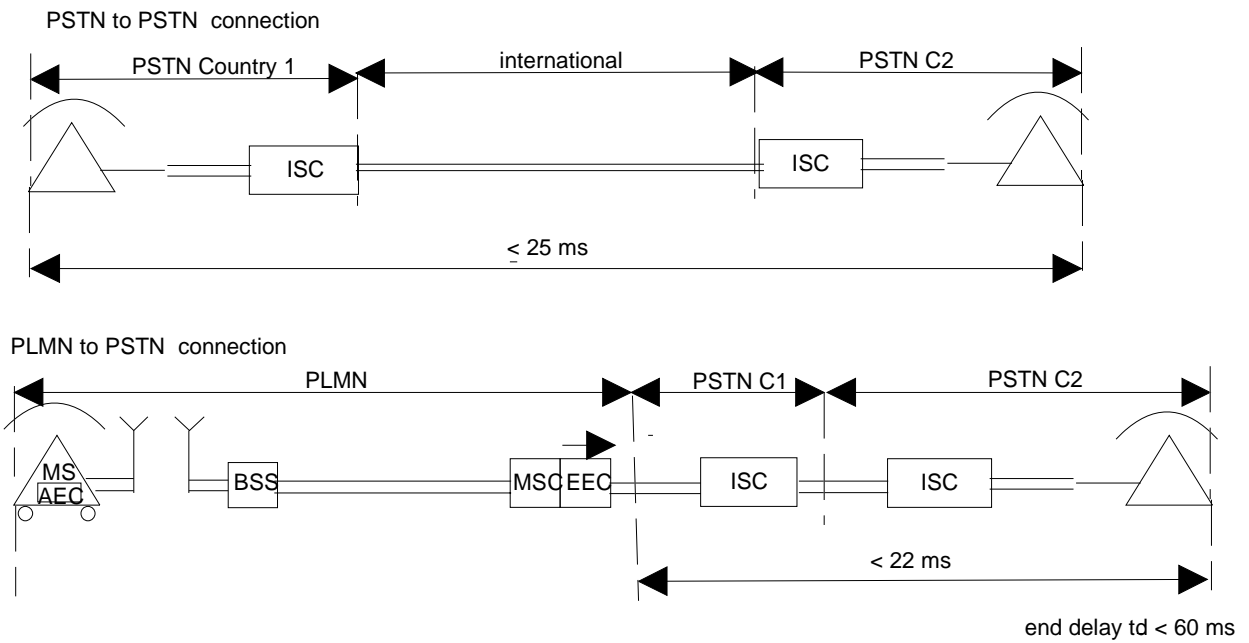 PSTN to PSTN connection
PSTN Country 1
international
PSTN C2
ISC
ISC
< 25 ms
PLMN to PSTN connection
PLMN
PSTN C1
PSTN C2
MS
AEC
BSS
MSC
EEC
ISC
ISC
< 22 ms
end delay td < 60 ms